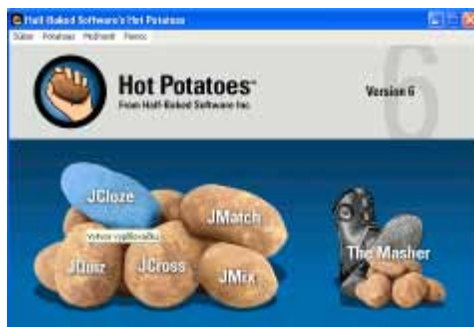 Half-Baked Software's Hot Potatoes
Súbor Potatoes Možnosti Pomoc
Hot Potatoes™
From Half-Baked Software Inc.
Version 6
6
JCloze
JMatch
Vytvor vypĺňovačku
The Masher
JQuiz
JCross
JMix